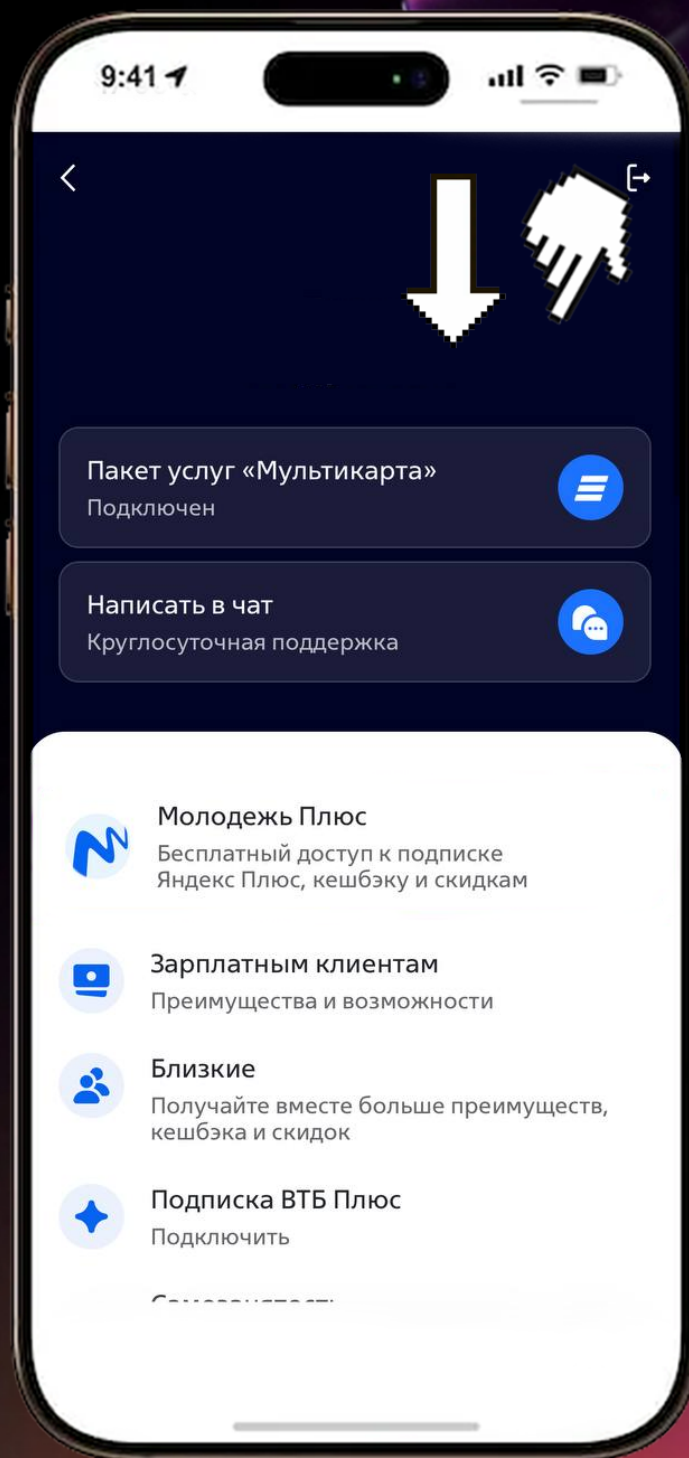 9:41
Пакет услуг «Мультикарта»
Подключен
Написать в чат
Круглосуточная поддержка
Молодежь Плюс
Бесплатный доступ к подписке
Яндекс Плюс, кешбэку и скидкам
Зарплатным клиентам
Преимущества и возможности
Близкие
Получайте вместе больше преимуществ,
кешбэка и скидок
Подписка ВТБ Плюс
Подключить